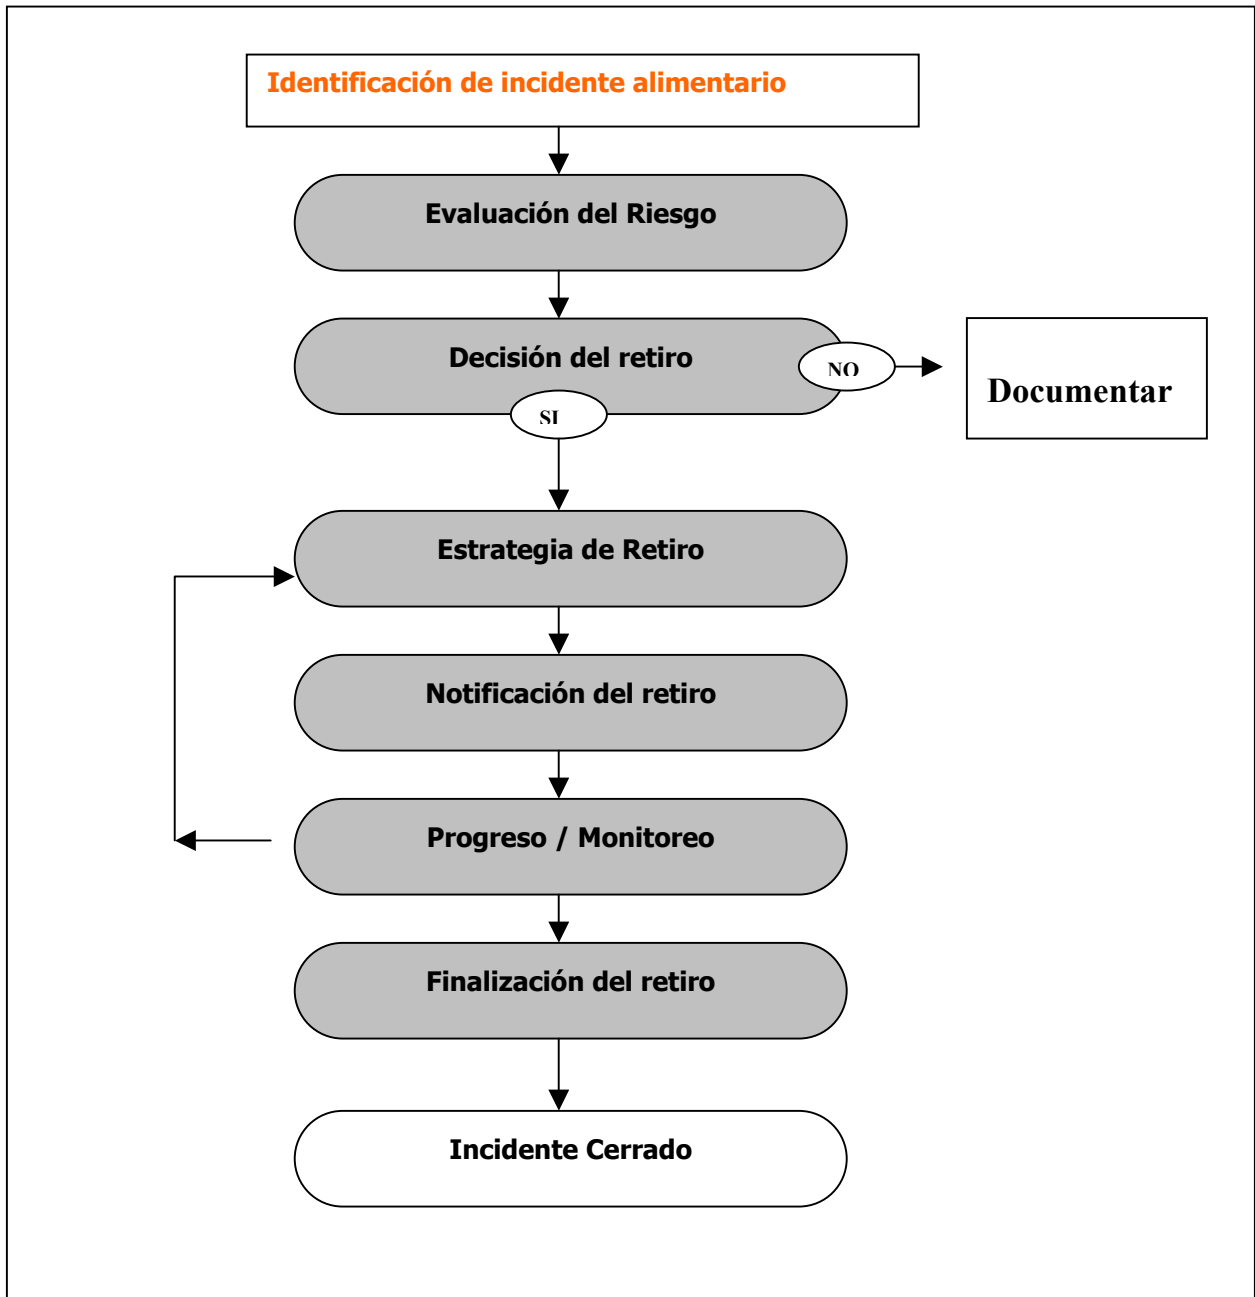 Identificación de incidente alimentario
Evaluación del Riesgo
Decisión del retiro
NO
Documentar
SI
Estrategia de Retiro
Notificación del retiro
Progreso / Monitoreo
Finalización del retiro
Incidente Cerrado